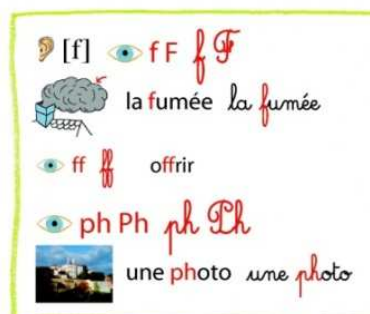 [f] f F f F
la fumée la fumée
ff ff offrir
ph Ph ph Ph
une photo une photo